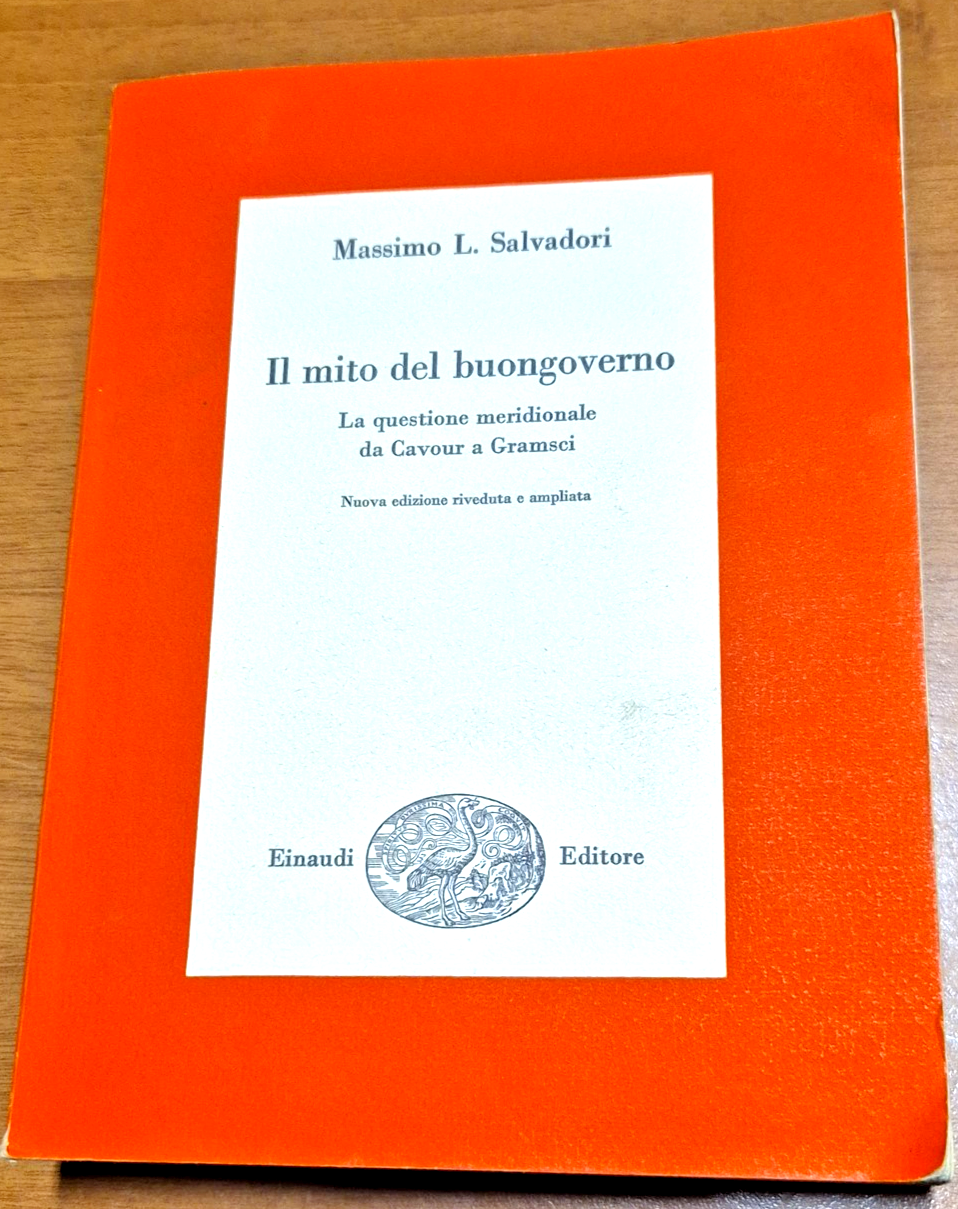 Massimo L. Salvadori
Il mito del buongoverno
La questione meridionale
da Cavour a Gramsci
Nuova edizione riveduta e ampliata
Einaudi Editore